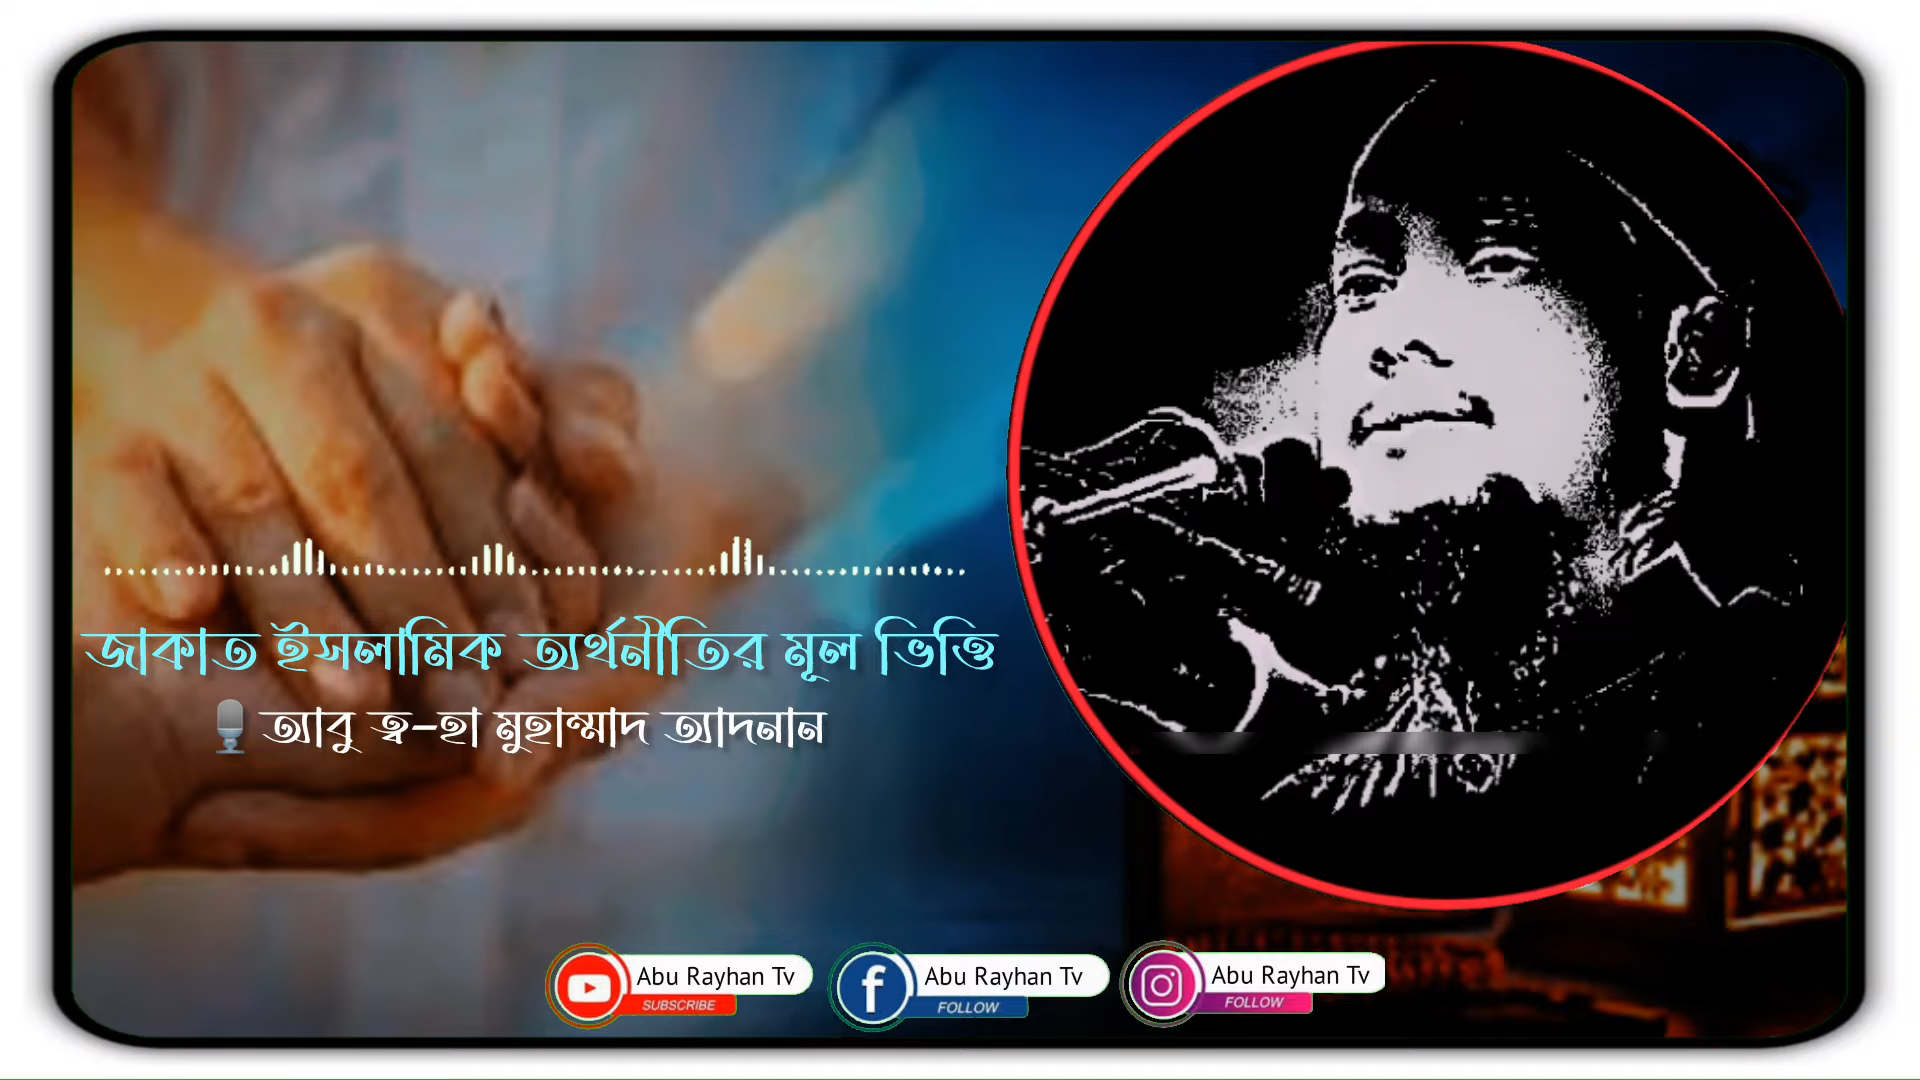 জাকাত ইসলামিক অর্থনীতির মূল ভিত্তি
আবু ত্ব-হা মুহাম্মাদ আদনান
Abu Rayhan Tv
SUBSCRIBE
Abu Rayhan Tv
FOLLOW
Abu Rayhan Tv
FOLLOW